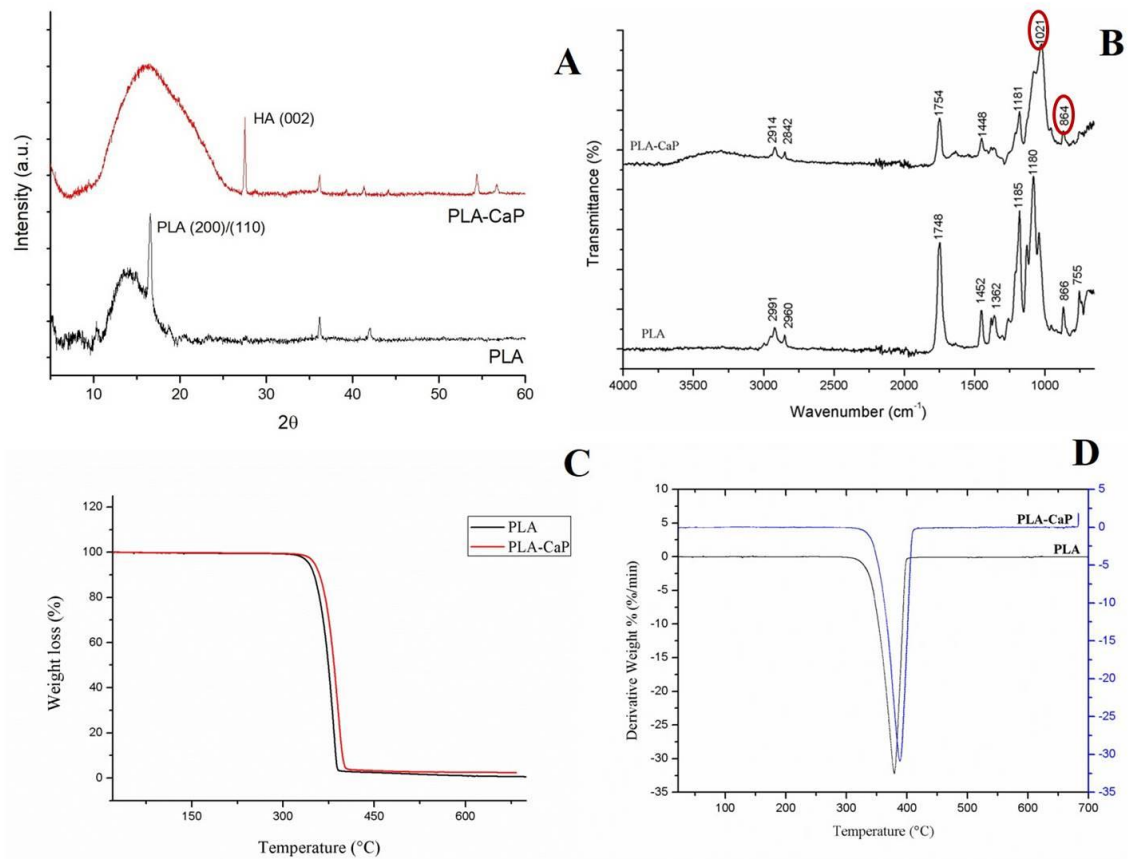 A
Intensity (a.u.)
HA (002)
PLA-CaP
PLA (200)/(110)
PLA
10 20 30 40 50 60
2θ
B
Transmittance (%)
1021
864
1754
1448
1181
2914
2842
PLA-CaP
1180
1185
1748
1452
1362
866
755
2991
2960
PLA
4000 3500 3000 2500 2000 1500 1000
Wavenumber (cm-1)
C
Weight loss (%)
120
100
80
60
40
20
0
PLA
PLA-CaP
150 300 450 600
Temperature (°C)
D
Derivative Weight % (%/min)
10
5
0
-5
-10
-15
-20
-25
-30
-35
PLA-CaP
PLA
5
0
-5
-10
-15
-20
-25
-30
-35
100 200 300 400 500 600 700
Temperature (°C)